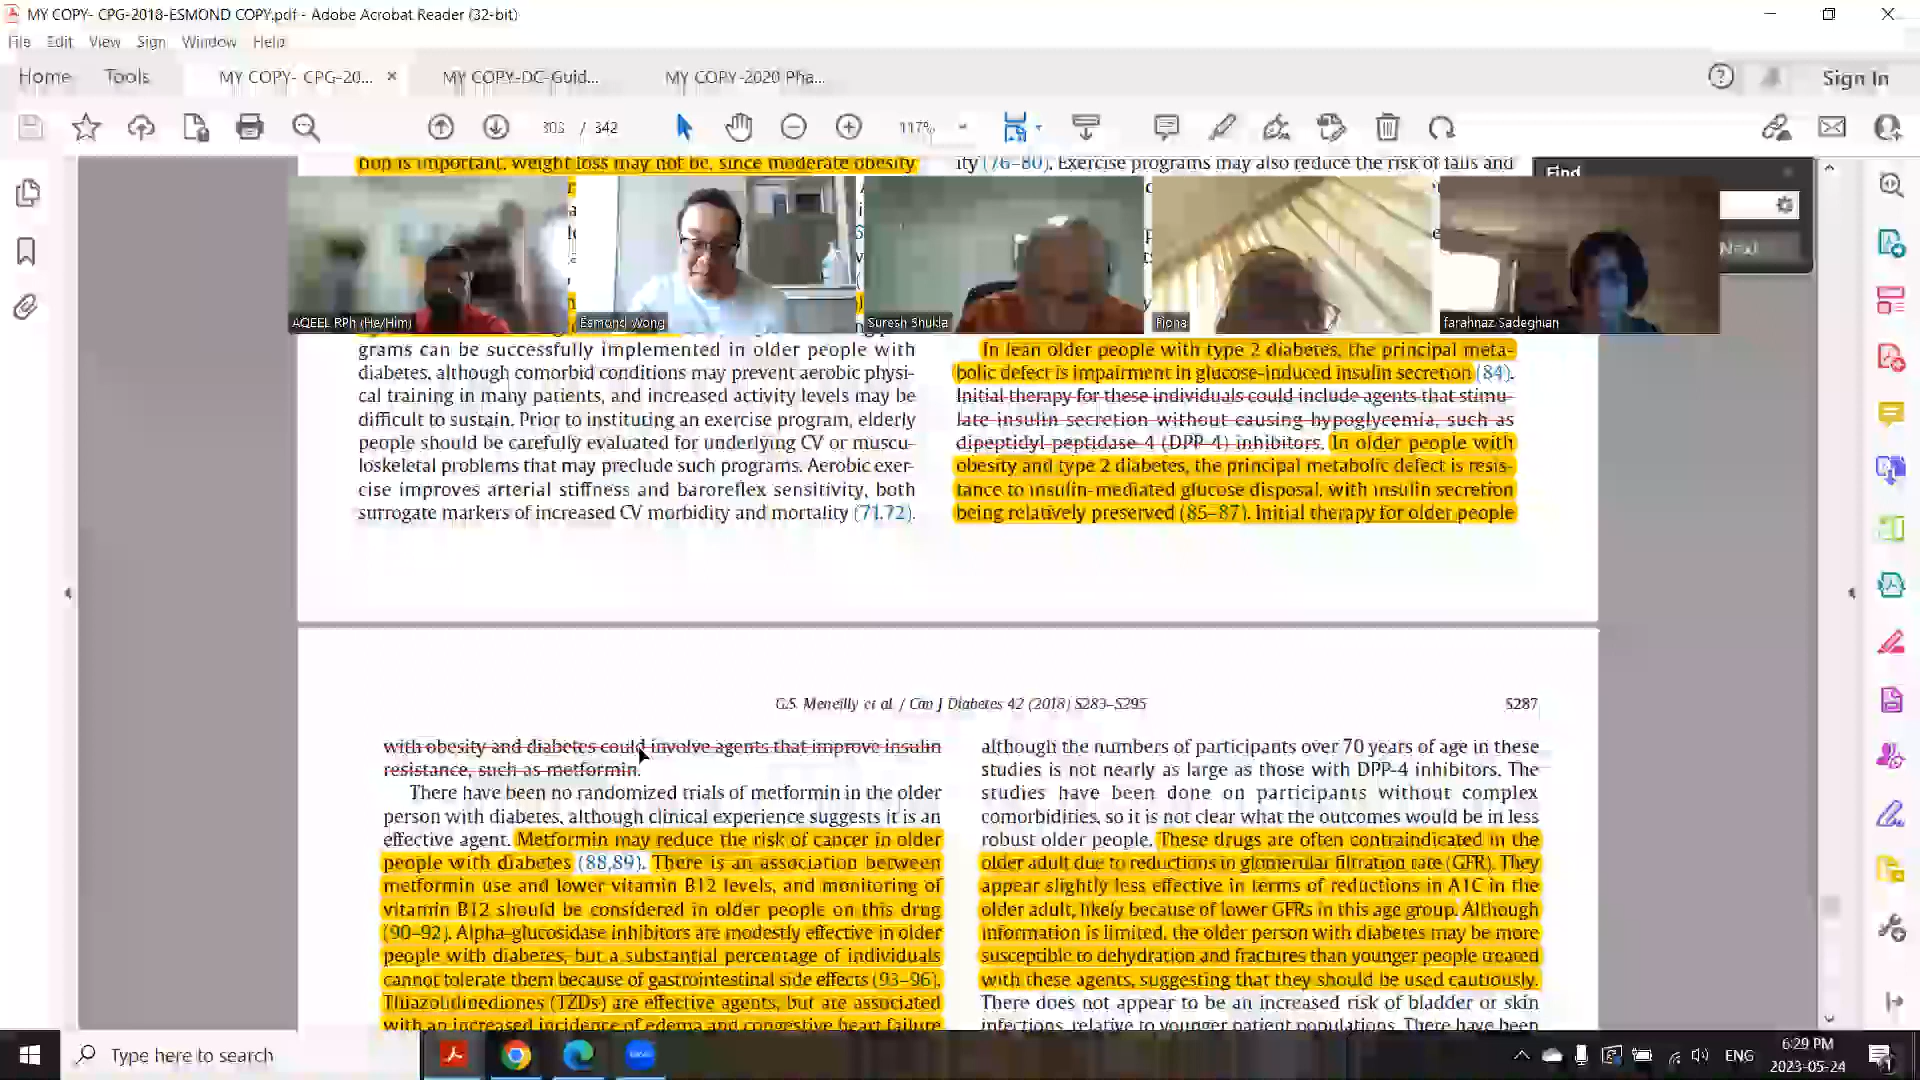 MY COPY- CPG-2018-ESMOND COPY.pdf - Adobe Acrobat Reader (32-bit)
File Edit View Sign Window Help
Home Tools MY COPY- CPG-20... × MY COPY-DC-Guid... MY COPY-2020 Pha... Sign In
303 / 342 117%
tion is important, weight loss may not be, since moderate obesity
ity (76–80). Exercise programs may also reduce the risk of falls and
Find
Next
AQEEL RPh (He/Him)
Esmond Wong
Suresh Shukla
Fiona
farahnaz Sadeghian
grams can be successfully implemented in older people with
diabetes, although comorbid conditions may prevent aerobic physi-
cal training in many patients, and increased activity levels may be
difficult to sustain. Prior to instituting an exercise program, elderly
people should be carefully evaluated for underlying CV or muscu-
loskeletal problems that may preclude such programs. Aerobic exer-
cise improves arterial stiffness and baroreflex sensitivity, both
surrogate markers of increased CV morbidity and mortality (71,72).
In lean older people with type 2 diabetes, the principal meta-
bolic defect is impairment in glucose-induced insulin secretion (84).
Initial therapy for these individuals could include agents that stimu-
late insulin secretion without causing hypoglycemia, such as
dipeptidyl peptidase 4 (DPP-4) inhibitors. In older people with
obesity and type 2 diabetes, the principal metabolic defect is resis-
tance to insulin-mediated glucose disposal, with insulin secretion
being relatively preserved (85–87). Initial therapy for older people
G.S. Meneilly et al. / Can J Diabetes 42 (2018) S283–S295
S287
with obesity and diabetes could involve agents that improve insulin
resistance, such as metformin.
There have been no randomized trials of metformin in the older
person with diabetes, although clinical experience suggests it is an
effective agent. Metformin may reduce the risk of cancer in older
people with diabetes (88,89). There is an association between
metformin use and lower vitamin B12 levels, and monitoring of
vitamin B12 should be considered in older people on this drug
(90–92). Alpha-glucosidase inhibitors are modestly effective in older
people with diabetes, but a substantial percentage of individuals
cannot tolerate them because of gastrointestinal side effects (93–96).
Thiazolidinediones (TZDs) are effective agents, but are associated
with an increased incidence of edema and congestive heart failure
although the numbers of participants over 70 years of age in these
studies is not nearly as large as those with DPP-4 inhibitors. The
studies have been done on participants without complex
comorbidities, so it is not clear what the outcomes would be in less
robust older people. These drugs are often contraindicated in the
older adult due to reductions in glomerular filtration rate (GFR). They
appear slightly less effective in terms of reductions in A1C in the
older adult, likely because of lower GFRs in this age group. Although
information is limited, the older person with diabetes may be more
susceptible to dehydration and fractures than younger people treated
with these agents, suggesting that they should be used cautiously.
There does not appear to be an increased risk of bladder or skin
infections, relative to younger patient populations. There have been
Type here to search
ENG
6:29 PM
2023-05-24